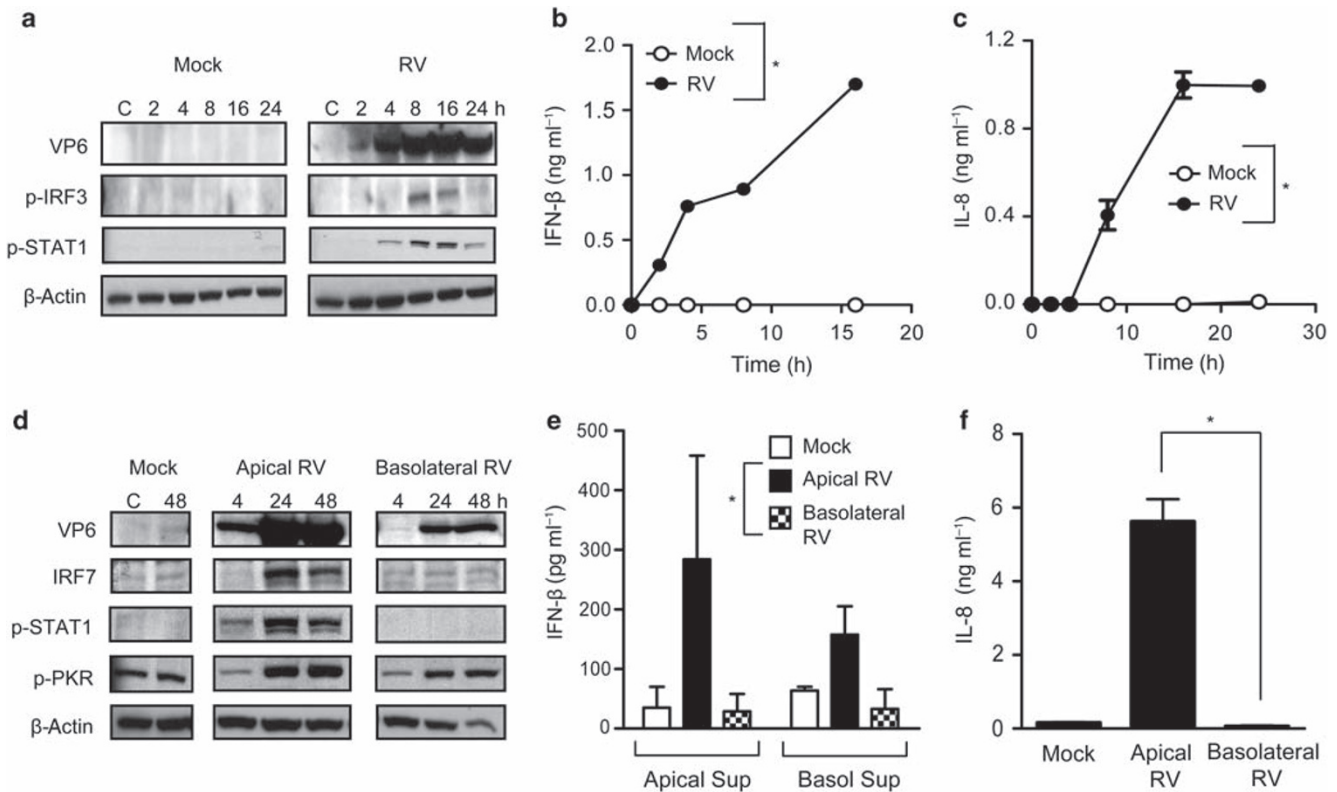 a
Mock
RV
C 2 4 8 16 24
C 2 4 8 16 24 h
VP6
p-IRF3
p-STAT1
β-Actin
b
IFN-β (ng ml⁻¹)
2.0
1.5
1.0
0.5
0.0
0 5 10 15 20
Time (h)
Mock
RV
*
c
IL-8 (ng ml⁻¹)
1.2
0.8
0.4
0.0
0 10 20 30
Time (h)
Mock
RV
*
d
Mock
Apical RV
Basolateral RV
C 48
4 24 48
4 24 48 h
VP6
IRF7
p-STAT1
p-PKR
β-Actin
e
IFN-β (pg ml⁻¹)
500
400
300
200
100
0
Mock
Apical RV
Basolateral
RV
*
Apical Sup
Basol Sup
f
IL-8 (ng ml⁻¹)
8
6
4
2
0
*
Mock
Apical
RV
Basolateral
RV